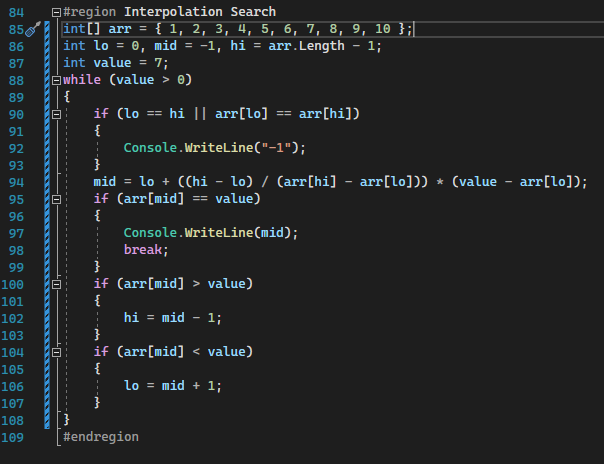 84 #region Interpolation Search
85 int[] arr = { 1, 2, 3, 4, 5, 6, 7, 8, 9, 10 };
86 int lo = 0, mid = -1, hi = arr.Length - 1;
87 int value = 7;
88 while (value > 0)
89 {
90 if (lo == hi || arr[lo] == arr[hi])
91 {
92 Console.WriteLine("-1");
93 }
94 mid = lo + ((hi - lo) / (arr[hi] - arr[lo])) * (value - arr[lo]);
95 if (arr[mid] == value)
96 {
97 Console.WriteLine(mid);
98 break;
99 }
100 if (arr[mid] > value)
101 {
102 hi = mid - 1;
103 }
104 if (arr[mid] < value)
105 {
106 lo = mid + 1;
107 }
108 }
109 #endregion